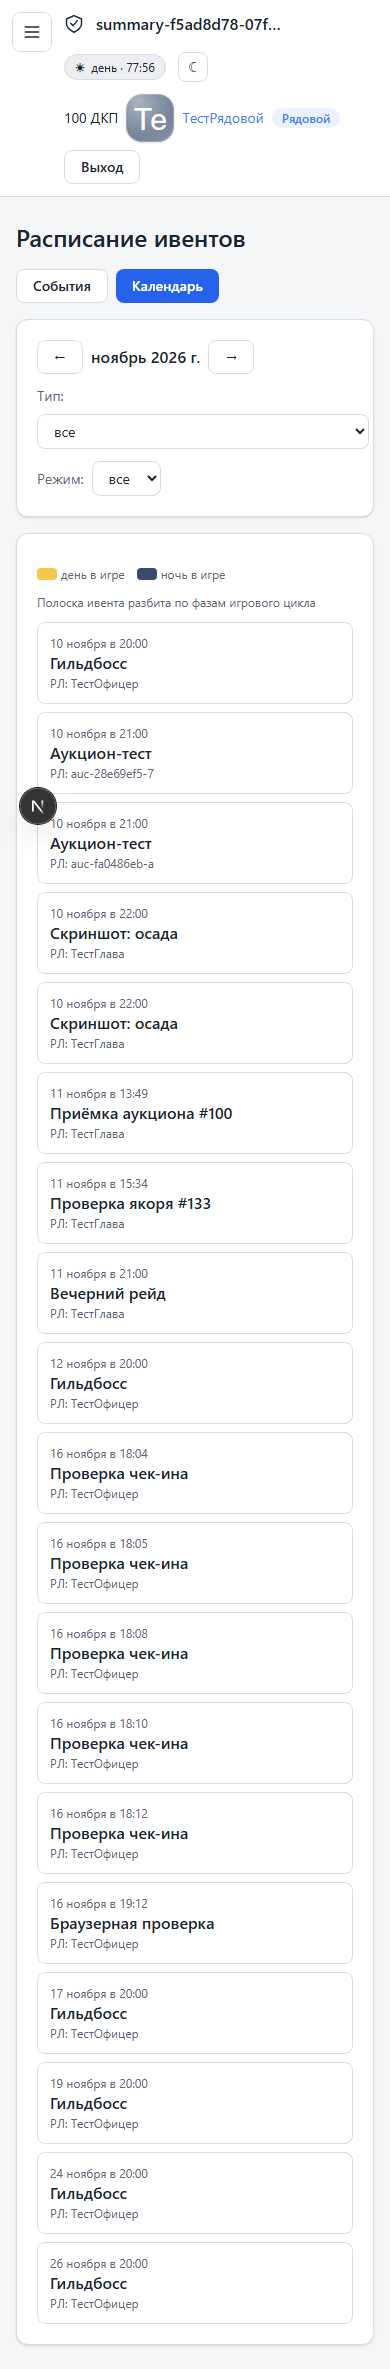 summary-f5ad8d78-07f...
☀ день · 77:56
☾
100 ДКП Te ТестРядовой Рядовой
Выход
Расписание ивентов
События Календарь
← ноябрь 2026 г. →
Тип:
все
Режим: все
день в игре ночь в игре
Полоска ивента разбита по фазам игрового цикла
10 ноября в 20:00
Гильдбосс
РЛ: ТестОфицер
10 ноября в 21:00
Аукцион-тест
РЛ: auc-28e69ef5-7
N
10 ноября в 21:00
Аукцион-тест
РЛ: auc-fa0486eb-a
10 ноября в 22:00
Скриншот: осада
РЛ: ТестГлава
10 ноября в 22:00
Скриншот: осада
РЛ: ТестГлава
11 ноября в 13:49
Приёмка аукциона #100
РЛ: ТестГлава
11 ноября в 15:34
Проверка якоря #133
РЛ: ТестГлава
11 ноября в 21:00
Вечерний рейд
РЛ: ТестГлава
12 ноября в 20:00
Гильдбосс
РЛ: ТестОфицер
16 ноября в 18:04
Проверка чек-ина
РЛ: ТестОфицер
16 ноября в 18:05
Проверка чек-ина
РЛ: ТестОфицер
16 ноября в 18:08
Проверка чек-ина
РЛ: ТестОфицер
16 ноября в 18:10
Проверка чек-ина
РЛ: ТестОфицер
16 ноября в 18:12
Проверка чек-ина
РЛ: ТестОфицер
16 ноября в 19:12
Браузерная проверка
РЛ: ТестОфицер
17 ноября в 20:00
Гильдбосс
РЛ: ТестОфицер
19 ноября в 20:00
Гильдбосс
РЛ: ТестОфицер
24 ноября в 20:00
Гильдбосс
РЛ: ТестОфицер
26 ноября в 20:00
Гильдбосс
РЛ: ТестОфицер